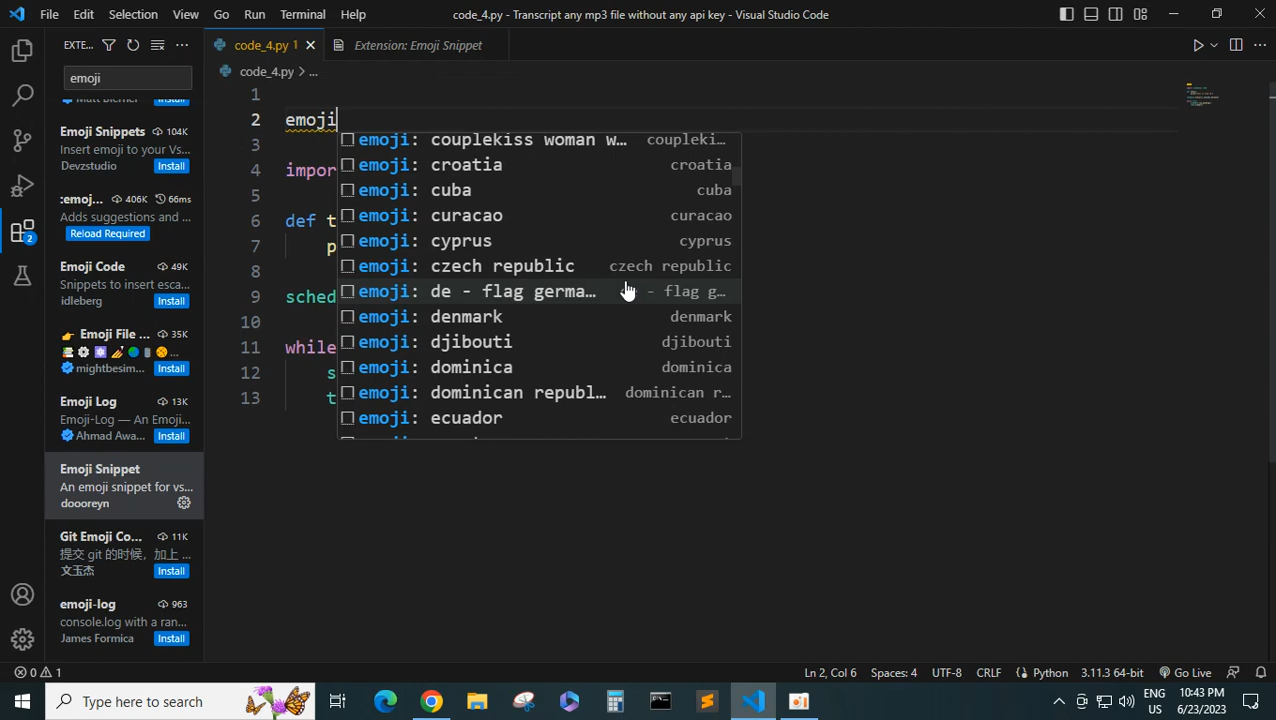 File Edit Selection View Go Run Terminal Help
code_4.py - Transcript any mp3 file without any api key - Visual Studio Code
EXTE...
code_4.py 1
Extension: Emoji Snippet
emoji
code_4.py > ...
Matt Bierner
Install
Emoji Snippets 104K
Insert emoji to your Vs...
Devzstudio
Install
:emoj... 406K 66ms
Adds suggestions and ...
Reload Required
Emoji Code 49K
Snippets to insert esca...
idleberg
Install
Emoji File ... 35K
mightbesim...
Install
Emoji Log 13K
Emoji-Log — An Emoji...
Ahmad Awa...
Install
Emoji Snippet
An emoji snippet for vs...
doooreyn
Git Emoji Co... 11K
提交 git 的时候，加上 ...
文玉杰
Install
emoji-log 963
console.log with a ran...
James Formica
Install
1
2 emoji
3
4 impor
5
6 def t
7 p
8
9 sched
10
11 while
12 s
13 t
emoji: couplekiss woman w... coupleki...
emoji: croatia croatia
emoji: cuba cuba
emoji: curacao curacao
emoji: cyprus cyprus
emoji: czech republic czech republic
emoji: de - flag germa... - flag g...
emoji: denmark denmark
emoji: djibouti djibouti
emoji: dominica dominica
emoji: dominican republ... dominican r...
emoji: ecuador ecuador
2
0 1
Ln 2, Col 6 Spaces: 4 UTF-8 CRLF Python 3.11.3 64-bit Go Live
Type here to search
ENG
US
10:43 PM
6/23/2023